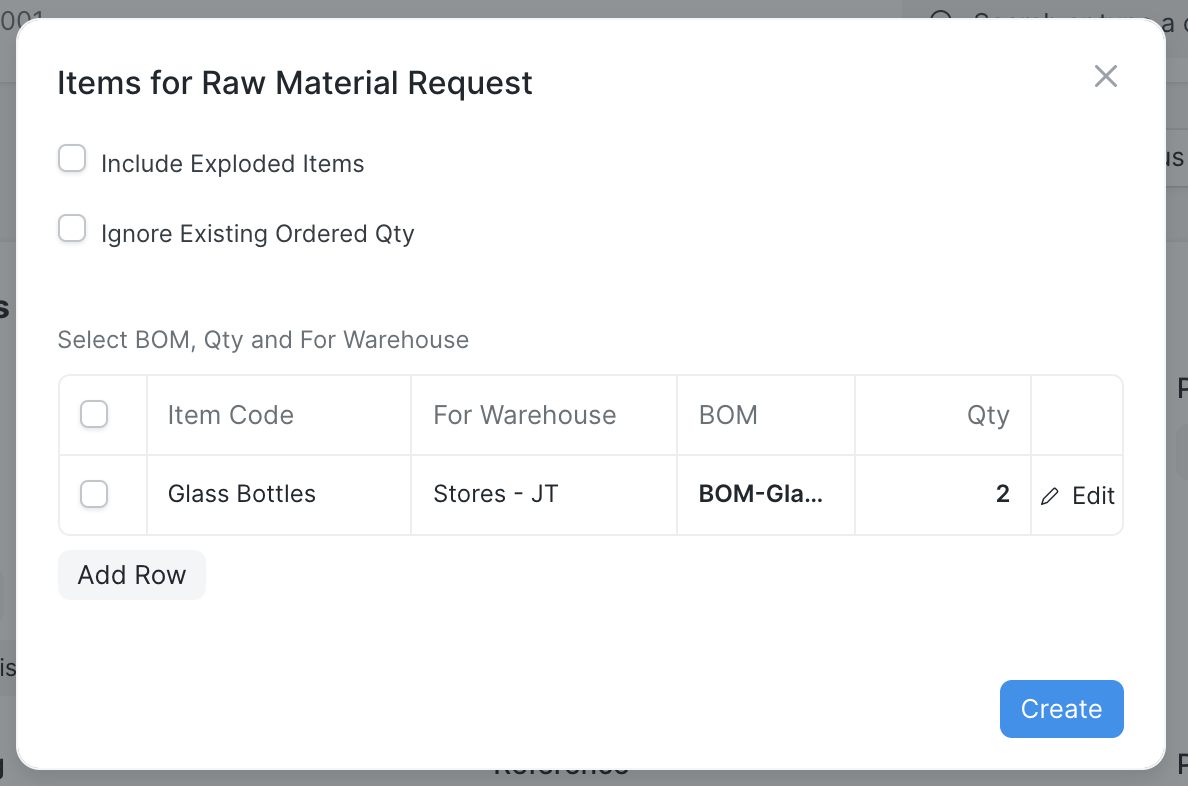 001
Items for Raw Material Request
Include Exploded Items
Ignore Existing Ordered Qty
Select BOM, Qty and For Warehouse
Item Code For Warehouse BOM Qty
Glass Bottles Stores - JT BOM-Gla... 2 Edit
Add Row
Create